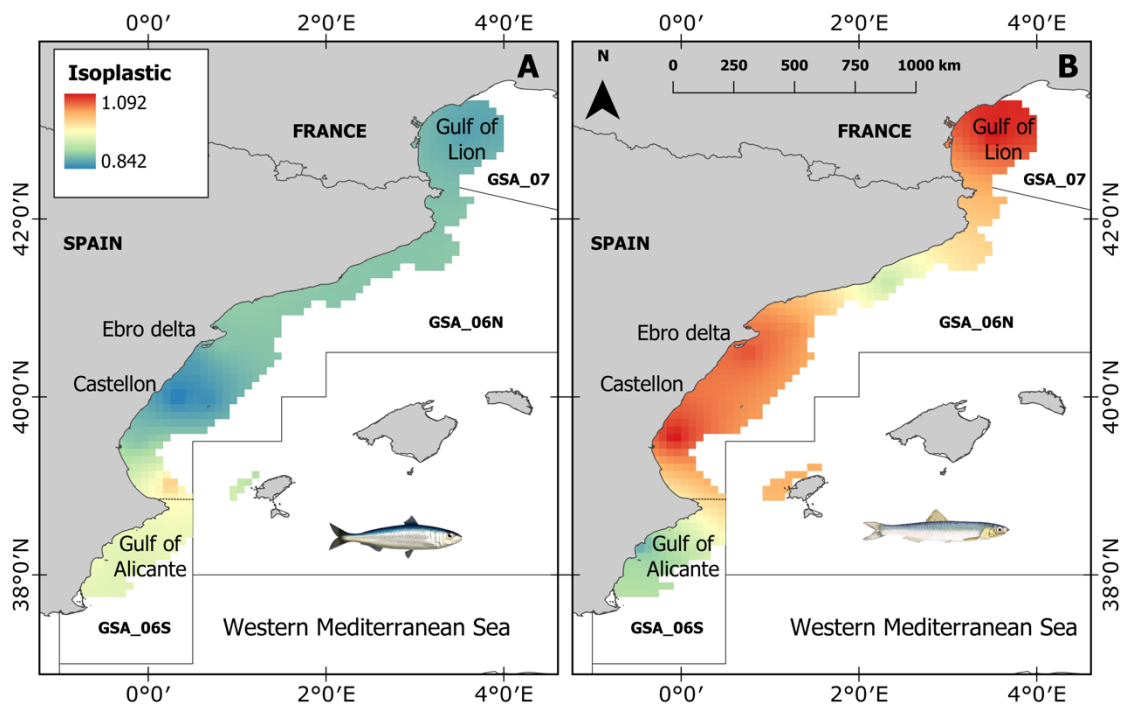 0°0′ 2°0′E 4°0′E 0°0′ 2°0′E 4°0′E
Isoplastic
1.092
0.842
A
FRANCE
Gulf of
Lion
GSA_07
42°0′N
SPAIN
GSA_06N
Ebro delta
Castellon
40°0′N
Gulf of
Alicante
38°0′N
GSA_06S
Western Mediterranean Sea
0°0′ 2°0′E 4°0′E
N
0 250 500 750 1000 km
B
FRANCE
Gulf of
Lion
GSA_07
42°0′N
SPAIN
GSA_06N
Ebro delta
Castellon
40°0′N
Gulf of
Alicante
38°0′N
GSA_06S
Western Mediterranean Sea
0°0′ 2°0′E 4°0′E